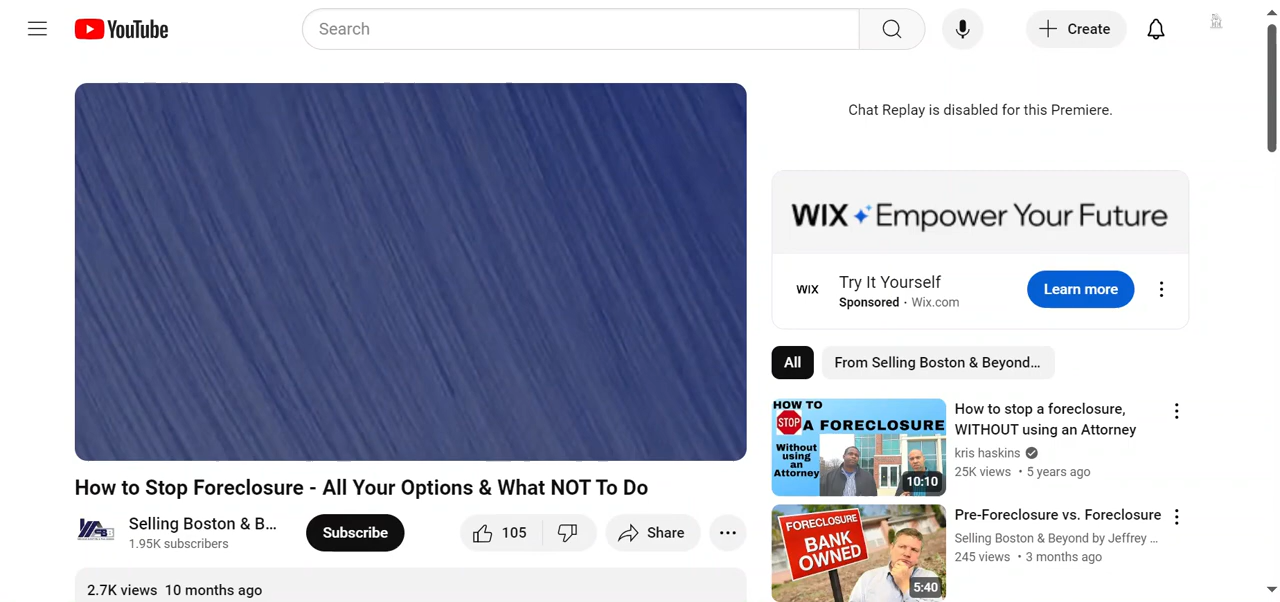 YouTube
Search
Create
Chat Replay is disabled for this Premiere.
WIX Empower Your Future
WIX
Try It Yourself
Sponsored · Wix.com
Learn more
All
From Selling Boston & Beyond...
HOW TO
STOP A FORECLOSURE
Without
using
an
Attorney
10:10
How to stop a foreclosure,
WITHOUT using an Attorney
kris haskins
25K views • 5 years ago
How to Stop Foreclosure - All Your Options & What NOT To Do
Selling Boston & B...
1.95K subscribers
Subscribe
105
Share
2.7K views 10 months ago
FORECLOSURE
BANK
OWNED
5:40
Pre-Foreclosure vs. Foreclosure
Selling Boston & Beyond by Jeffrey ...
245 views • 3 months ago